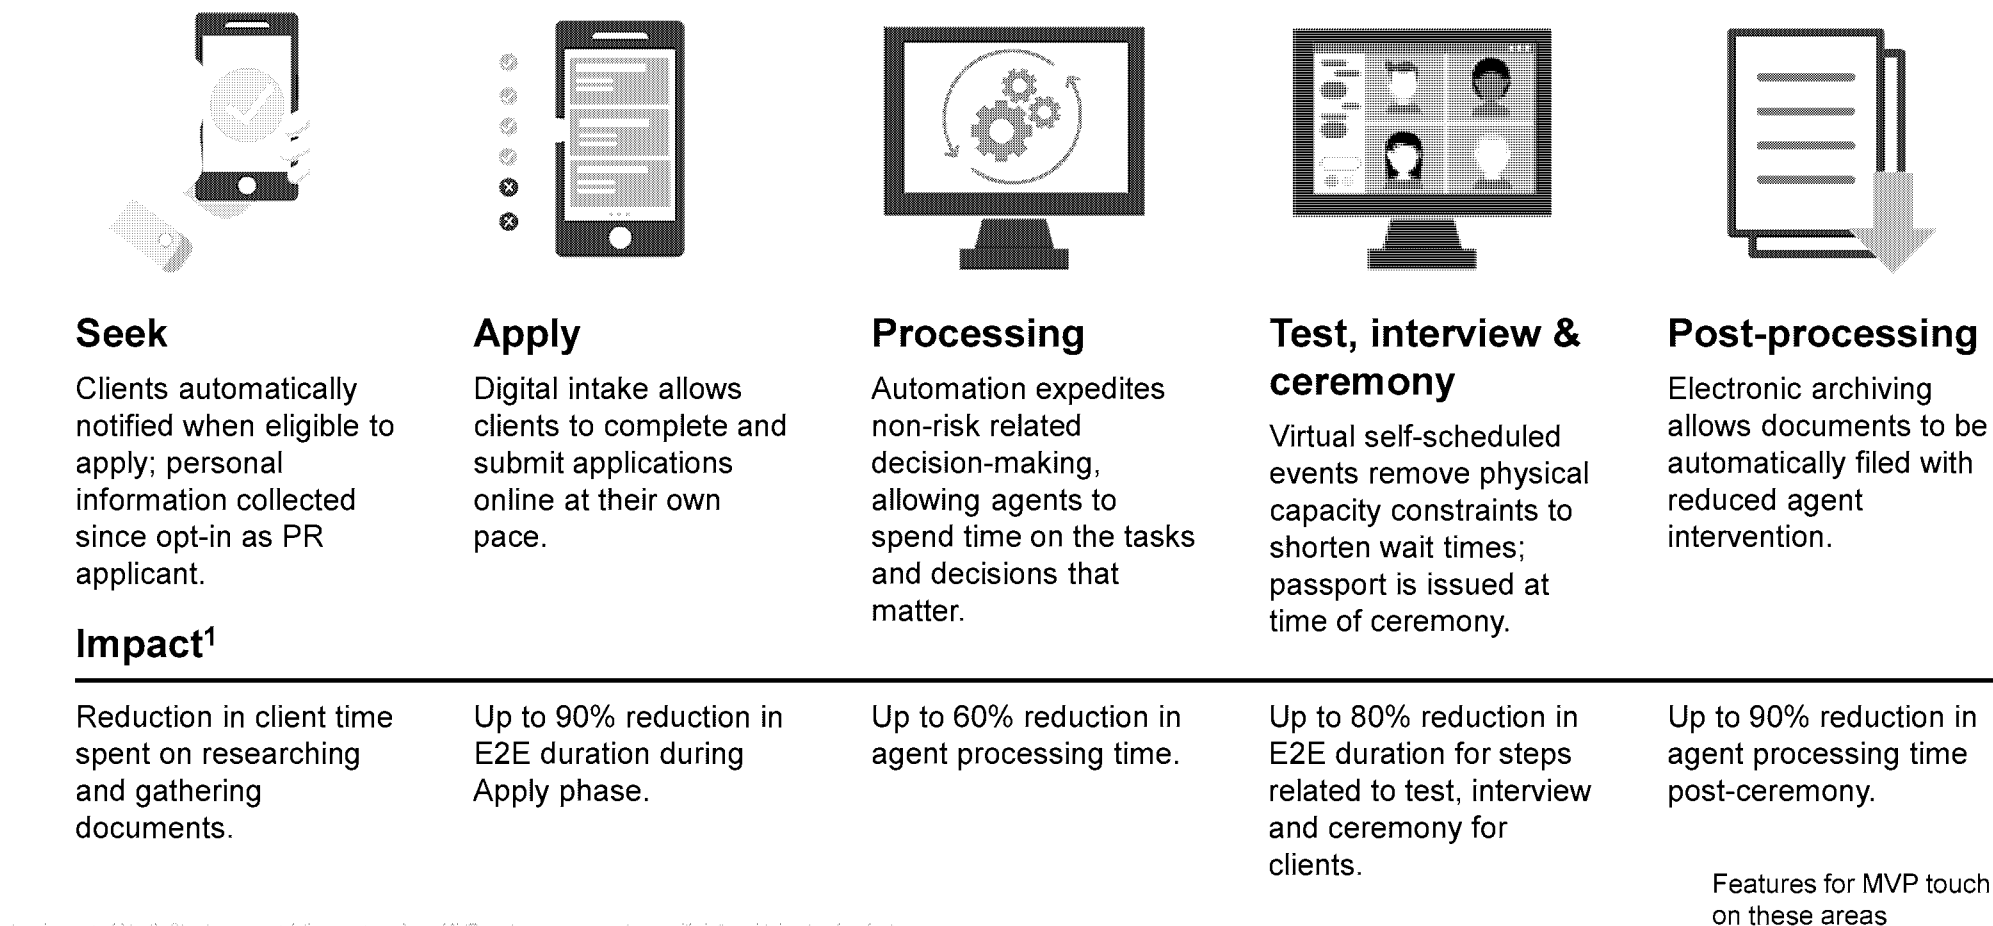 Seek
Clients automatically
notified when eligible to
apply; personal
information collected
since opt-in as PR
applicant.
Apply
Digital intake allows
clients to complete and
submit applications
online at their own
pace.
Processing
Automation expedites
non-risk related
decision-making,
allowing agents to
spend time on the tasks
and decisions that
matter.
Test, interview &
ceremony
Virtual self-scheduled
events remove physical
capacity constraints to
shorten wait times;
passport is issued at
time of ceremony.
Post-processing
Electronic archiving
allows documents to be
automatically filed with
reduced agent
intervention.
Impact1
Reduction in client time
spent on researching
and gathering
documents.
Up to 90% reduction in
E2E duration during
Apply phase.
Up to 60% reduction in
agent processing time.
Up to 80% reduction in
E2E duration for steps
related to test, interview
and ceremony for
clients.
Up to 90% reduction in
agent processing time
post-ceremony.
Features for MVP touch
on these areas